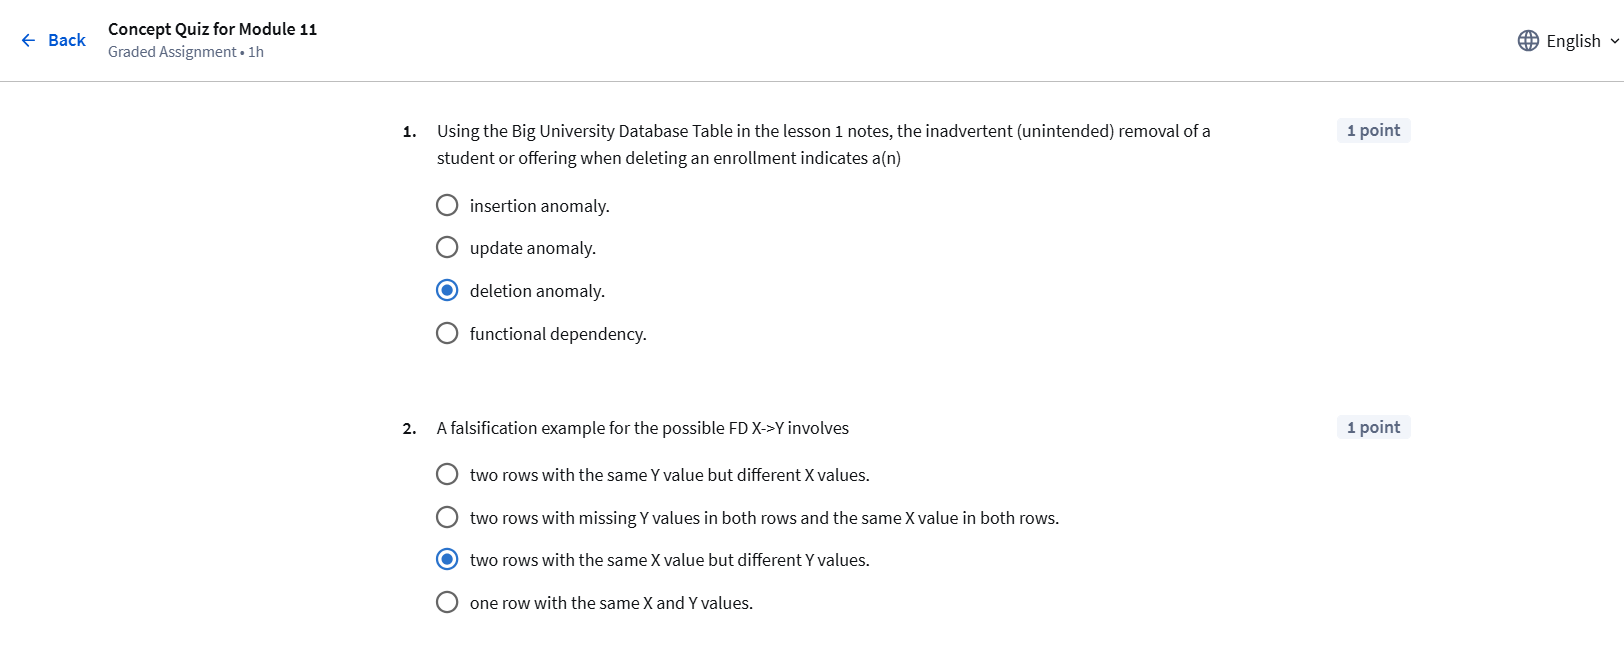 Back
Concept Quiz for Module 11
Graded Assignment • 1h
English
1. Using the Big University Database Table in the lesson 1 notes, the inadvertent (unintended) removal of a
student or offering when deleting an enrollment indicates a(n)
1 point
insertion anomaly.
update anomaly.
deletion anomaly.
functional dependency.
2. A falsification example for the possible FD X->Y involves
1 point
two rows with the same Y value but different X values.
two rows with missing Y values in both rows and the same X value in both rows.
two rows with the same X value but different Y values.
one row with the same X and Y values.